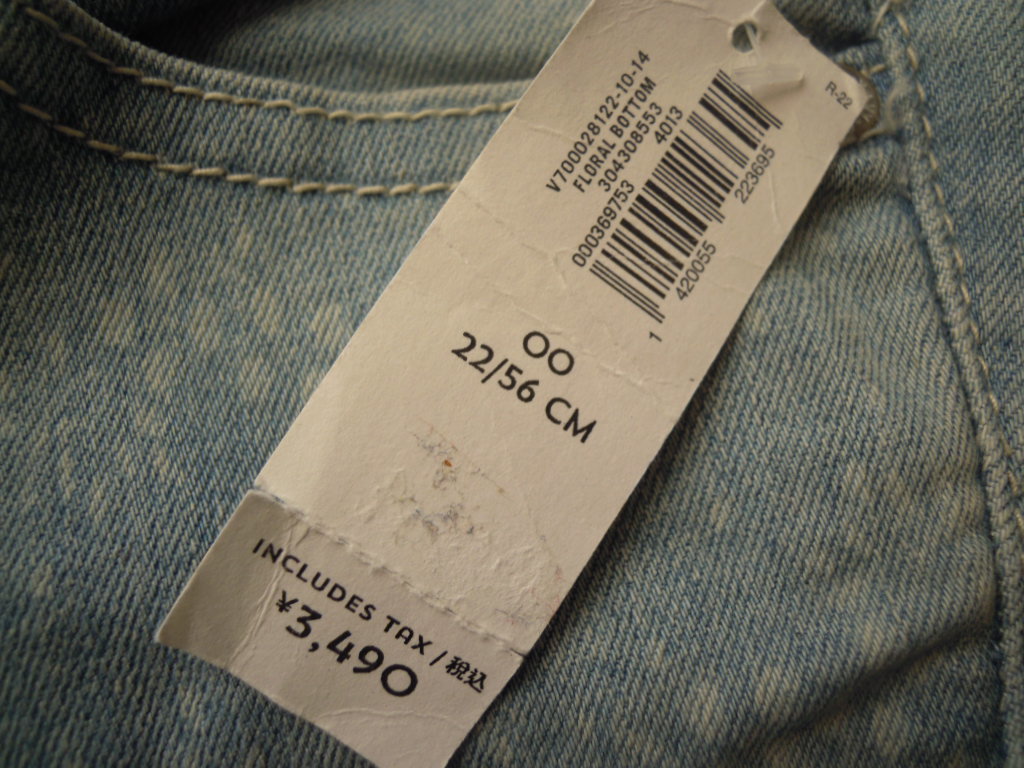 R-22
V700028122-10-14
FLORAL BOTTOM
304308553
4013
000369753
1 420055 223695
OO
22/56 CM
INCLUDES TAX / 税込
¥3,490